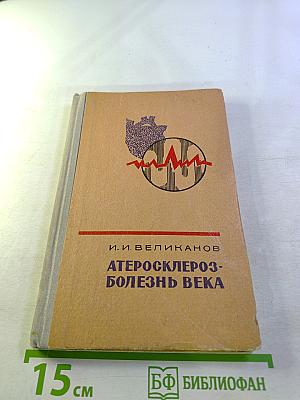 И. И. ВЕЛИКАНОВ
АТЕРОСКЛЕРОЗ-
БОЛЕЗНЬ ВЕКА
15 СМ
БФ БИБЛИОФАН